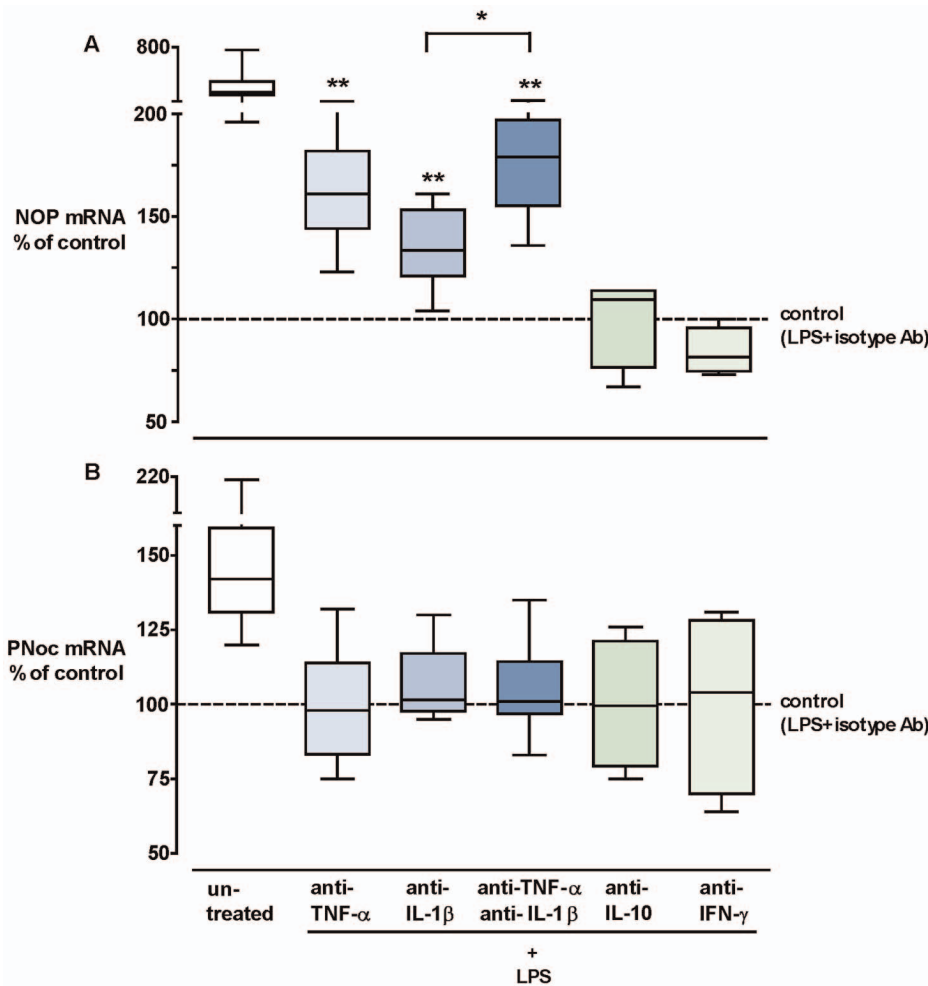 *
A
800
**
**
**
200
150
100
50
NOP mRNA
% of control
control
(LPS+isotype Ab)
B
220
150
125
100
75
50
PNoc mRNA
% of control
control
(LPS+isotype Ab)
un-
treated
anti-
TNF-α
anti-
IL-1β
anti-TNF-α
anti- IL-1β
anti-
IL-10
anti-
IFN-γ
+
LPS